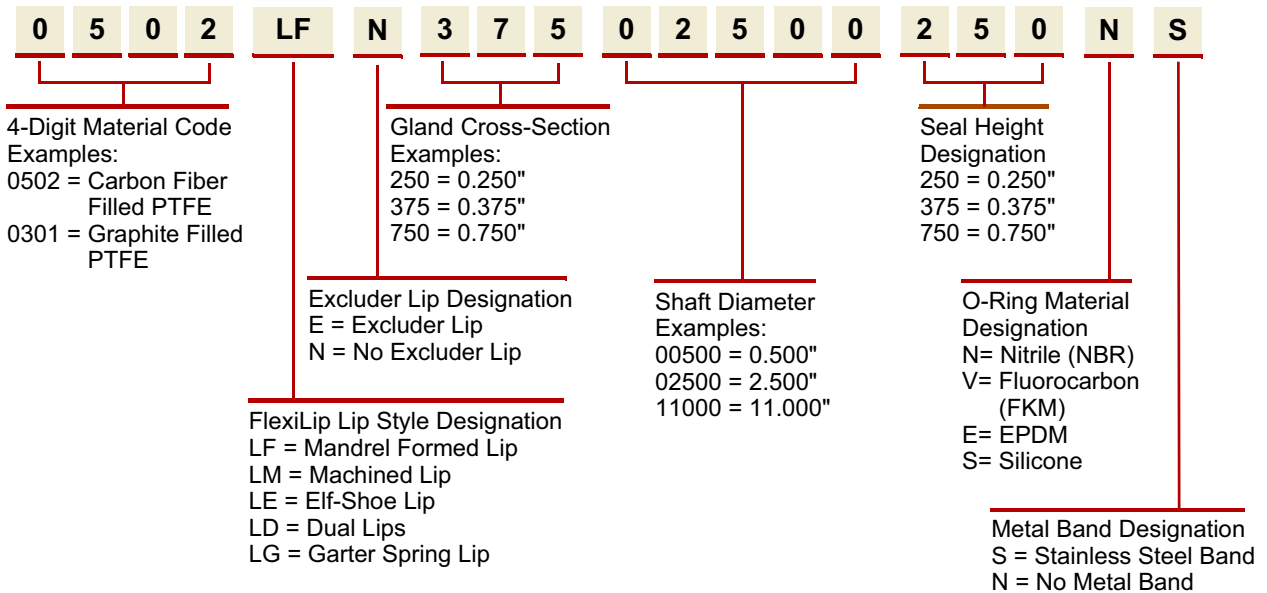 0 5 0 2 LF N 3 7 5 0 2 5 0 0 2 5 0 N S
4-Digit Material Code
Examples:
0502 = Carbon Fiber
Filled PTFE
0301 = Graphite Filled
PTFE
Gland Cross-Section
Examples:
250 = 0.250"
375 = 0.375"
750 = 0.750"
Seal Height
Designation
250 = 0.250"
375 = 0.375"
750 = 0.750"
Excluder Lip Designation
E = Excluder Lip
N = No Excluder Lip
Shaft Diameter
Examples:
00500 = 0.500"
02500 = 2.500"
11000 = 11.000"
O-Ring Material
Designation
N= Nitrile (NBR)
V= Fluorocarbon
(FKM)
E= EPDM
S= Silicone
FlexiLip Lip Style Designation
LF = Mandrel Formed Lip
LM = Machined Lip
LE = Elf-Shoe Lip
LD = Dual Lips
LG = Garter Spring Lip
Metal Band Designation
S = Stainless Steel Band
N = No Metal Band